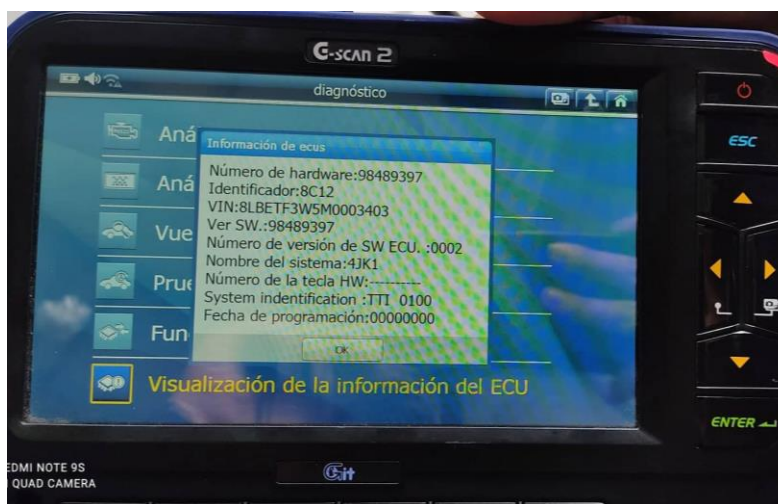 G-scan 2
diagnóstico
ESC
Aná
Aná
Vue
Prue
Fun
Información de ecus
Número de hardware:98489397
Identificador:8C12
VIN:8LBETF3W5M0003403
Ver SW.:98489397
Número de versión de SW ECU. :0002
Nombre del sistema:4JK1
Número de la tecla HW:----------
System indentification :TTI 0100
Fecha de programación:00000000
OK
Visualización de la información del ECU
ENTER
Git
EDMI NOTE 9S
I QUAD CAMERA